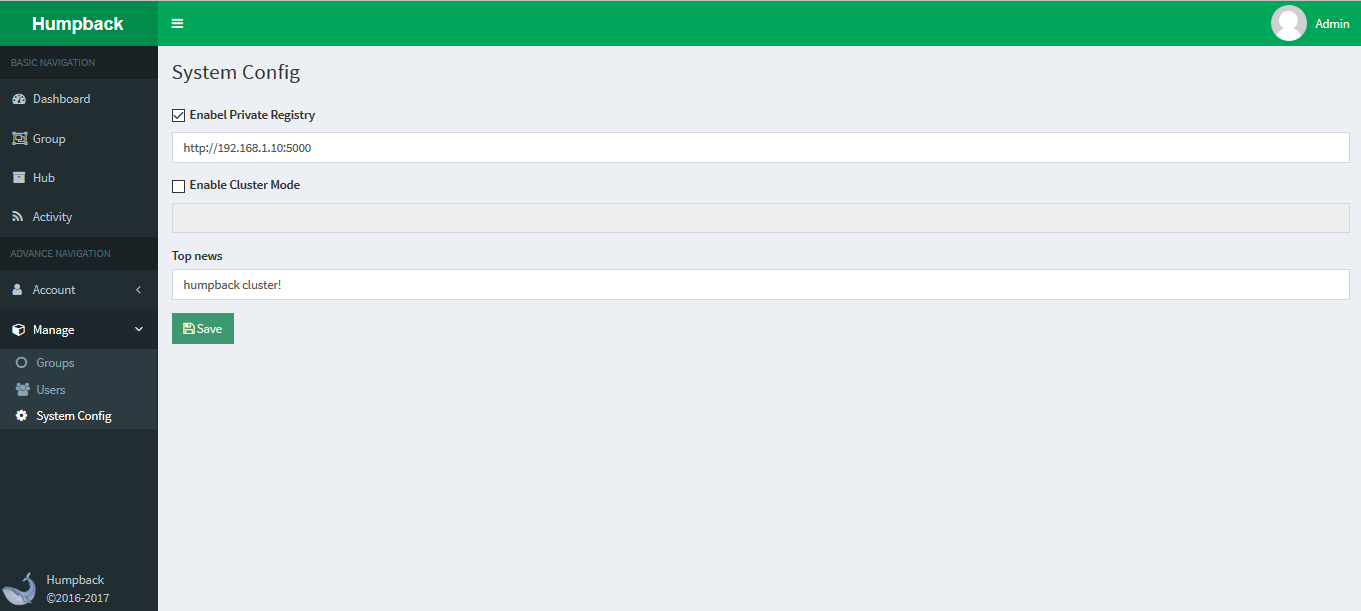 Humpback
Admin
BASIC NAVIGATION
Dashboard
Group
Hub
Activity
ADVANCE NAVIGATION
Account
Manage
Groups
Users
System Config
Humpback
©2016-2017
System Config
Enabel Private Registry
http://192.168.1.10:5000
Enable Cluster Mode
Top news
humpback cluster!
Save